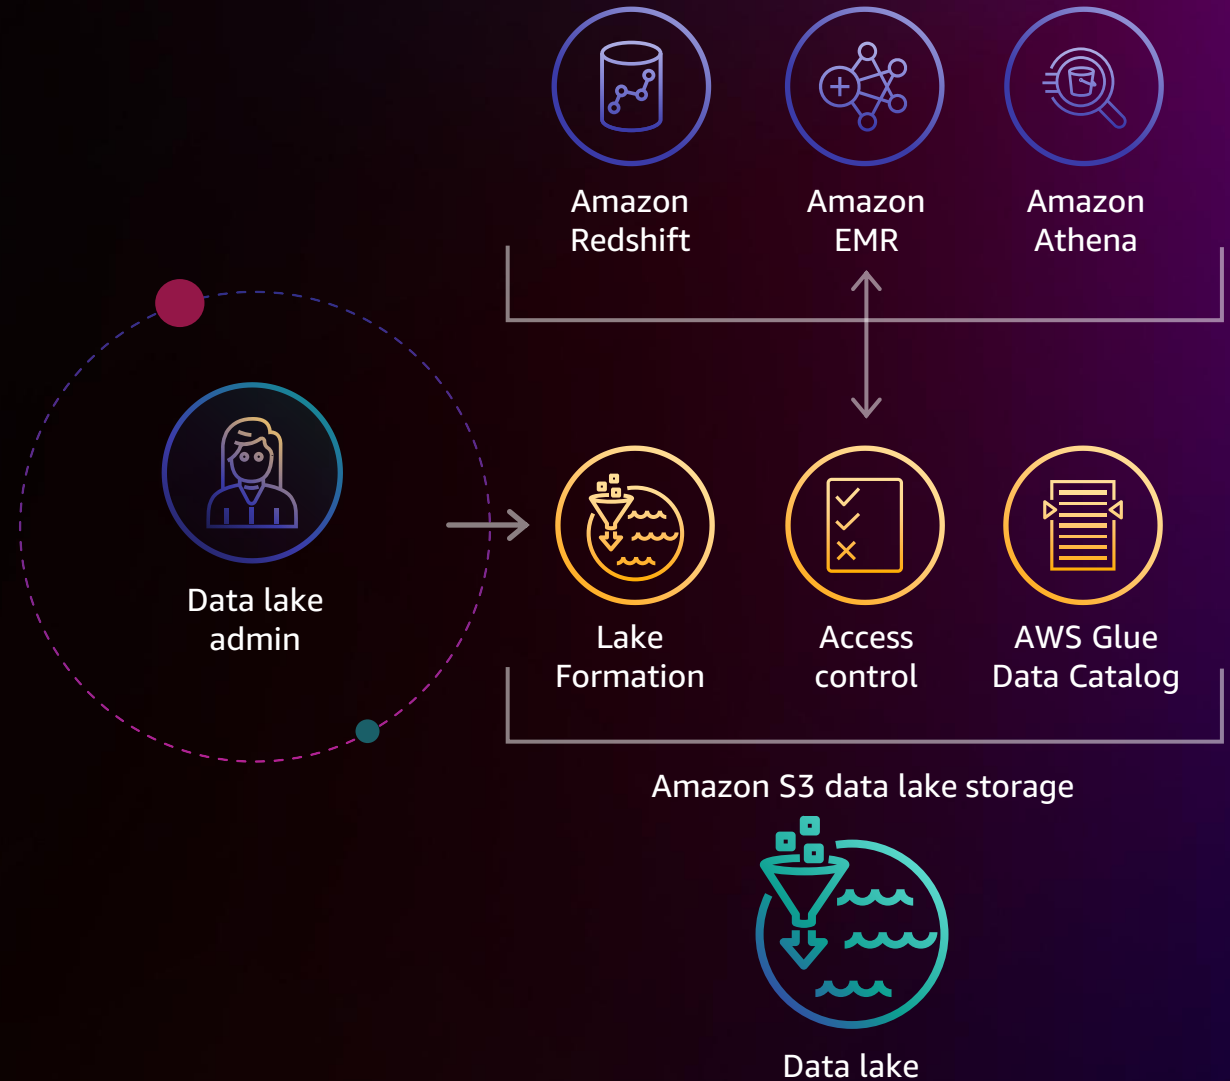 Amazon
Redshift
Amazon
EMR
Amazon
Athena
Data lake
admin
Lake
Formation
Access
control
AWS Glue
Data Catalog
Amazon S3 data lake storage
Data lake